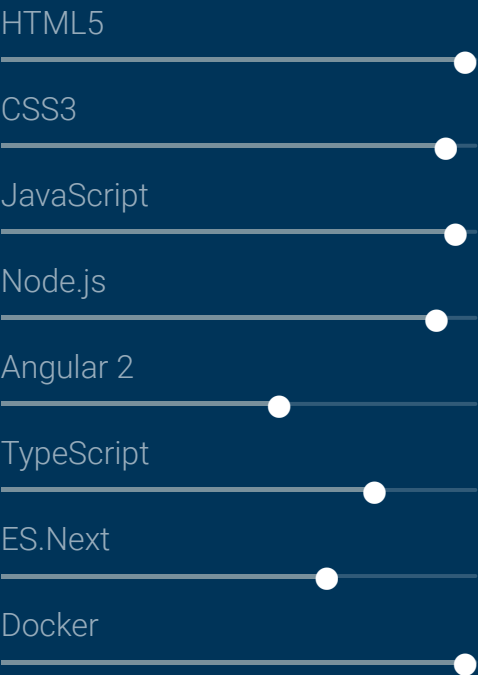 HTML5
CSS3
JavaScript
Node.js
Angular 2
TypeScript
ES.Next
Docker